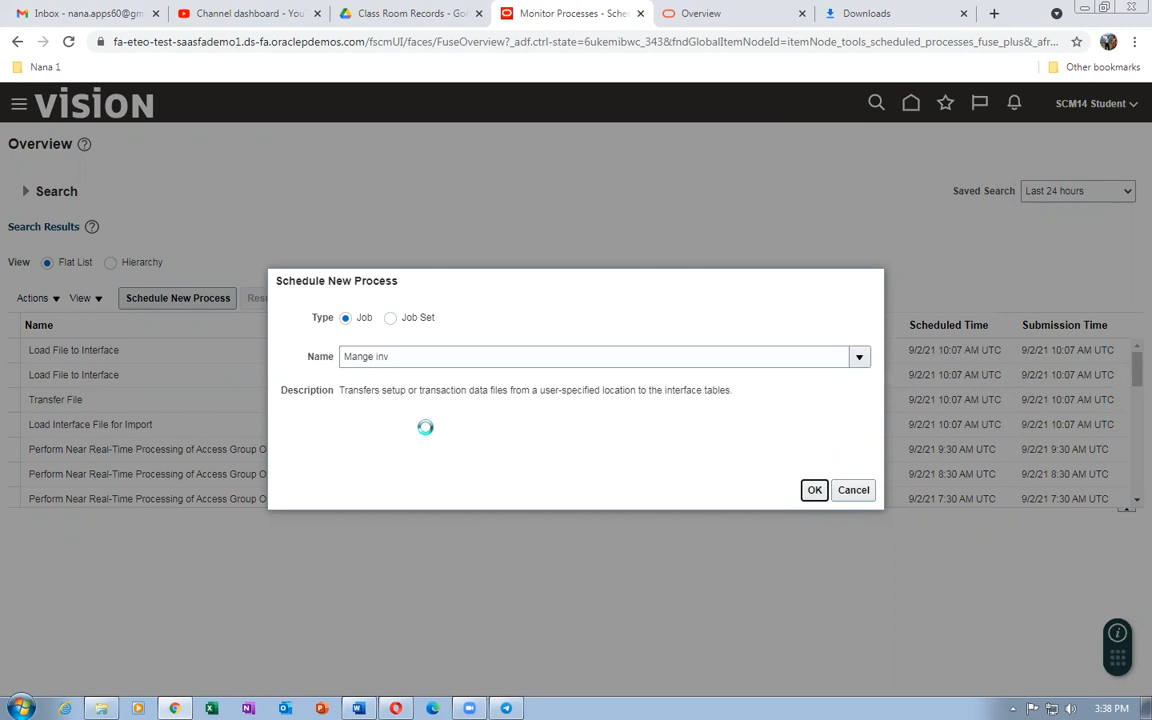 Inbox - nana.apps60@gm
Channel dashboard - You
Class Room Records - Goo
Monitor Processes - Sche
Overview
Downloads
fa-eteo-test-saasfademo1.ds-fa.oraclepdemos.com/fscmUI/faces/FuseOverview?_adf.ctrl-state=6ukemibwc_343&fndGlobalItemNodeId=itemNode_tools_scheduled_processes_fuse_plus&_afr...
Nana 1
Other bookmarks
VISION
SCM14 Student
Overview
Search
Saved Search Last 24 hours
Search Results
View Flat List Hierarchy
Actions View Schedule New Process Res
Name Scheduled Time Submission Time
Load File to Interface 9/2/21 10:07 AM UTC 9/2/21 10:07 AM UTC
Load File to Interface 9/2/21 10:07 AM UTC 9/2/21 10:07 AM UTC
Transfer File 9/2/21 10:07 AM UTC 9/2/21 10:07 AM UTC
Load Interface File for Import 9/2/21 10:07 AM UTC 9/2/21 10:07 AM UTC
Perform Near Real-Time Processing of Access Group O 9/2/21 9:30 AM UTC 9/2/21 9:30 AM UTC
Perform Near Real-Time Processing of Access Group O 9/2/21 8:30 AM UTC 9/2/21 8:30 AM UTC
Perform Near Real-Time Processing of Access Group O 9/2/21 7:30 AM UTC 9/2/21 7:30 AM UTC
Schedule New Process
Type Job Job Set
Name Mange inv
Description Transfers setup or transaction data files from a user-specified location to the interface tables.
OK Cancel
3:38 PM